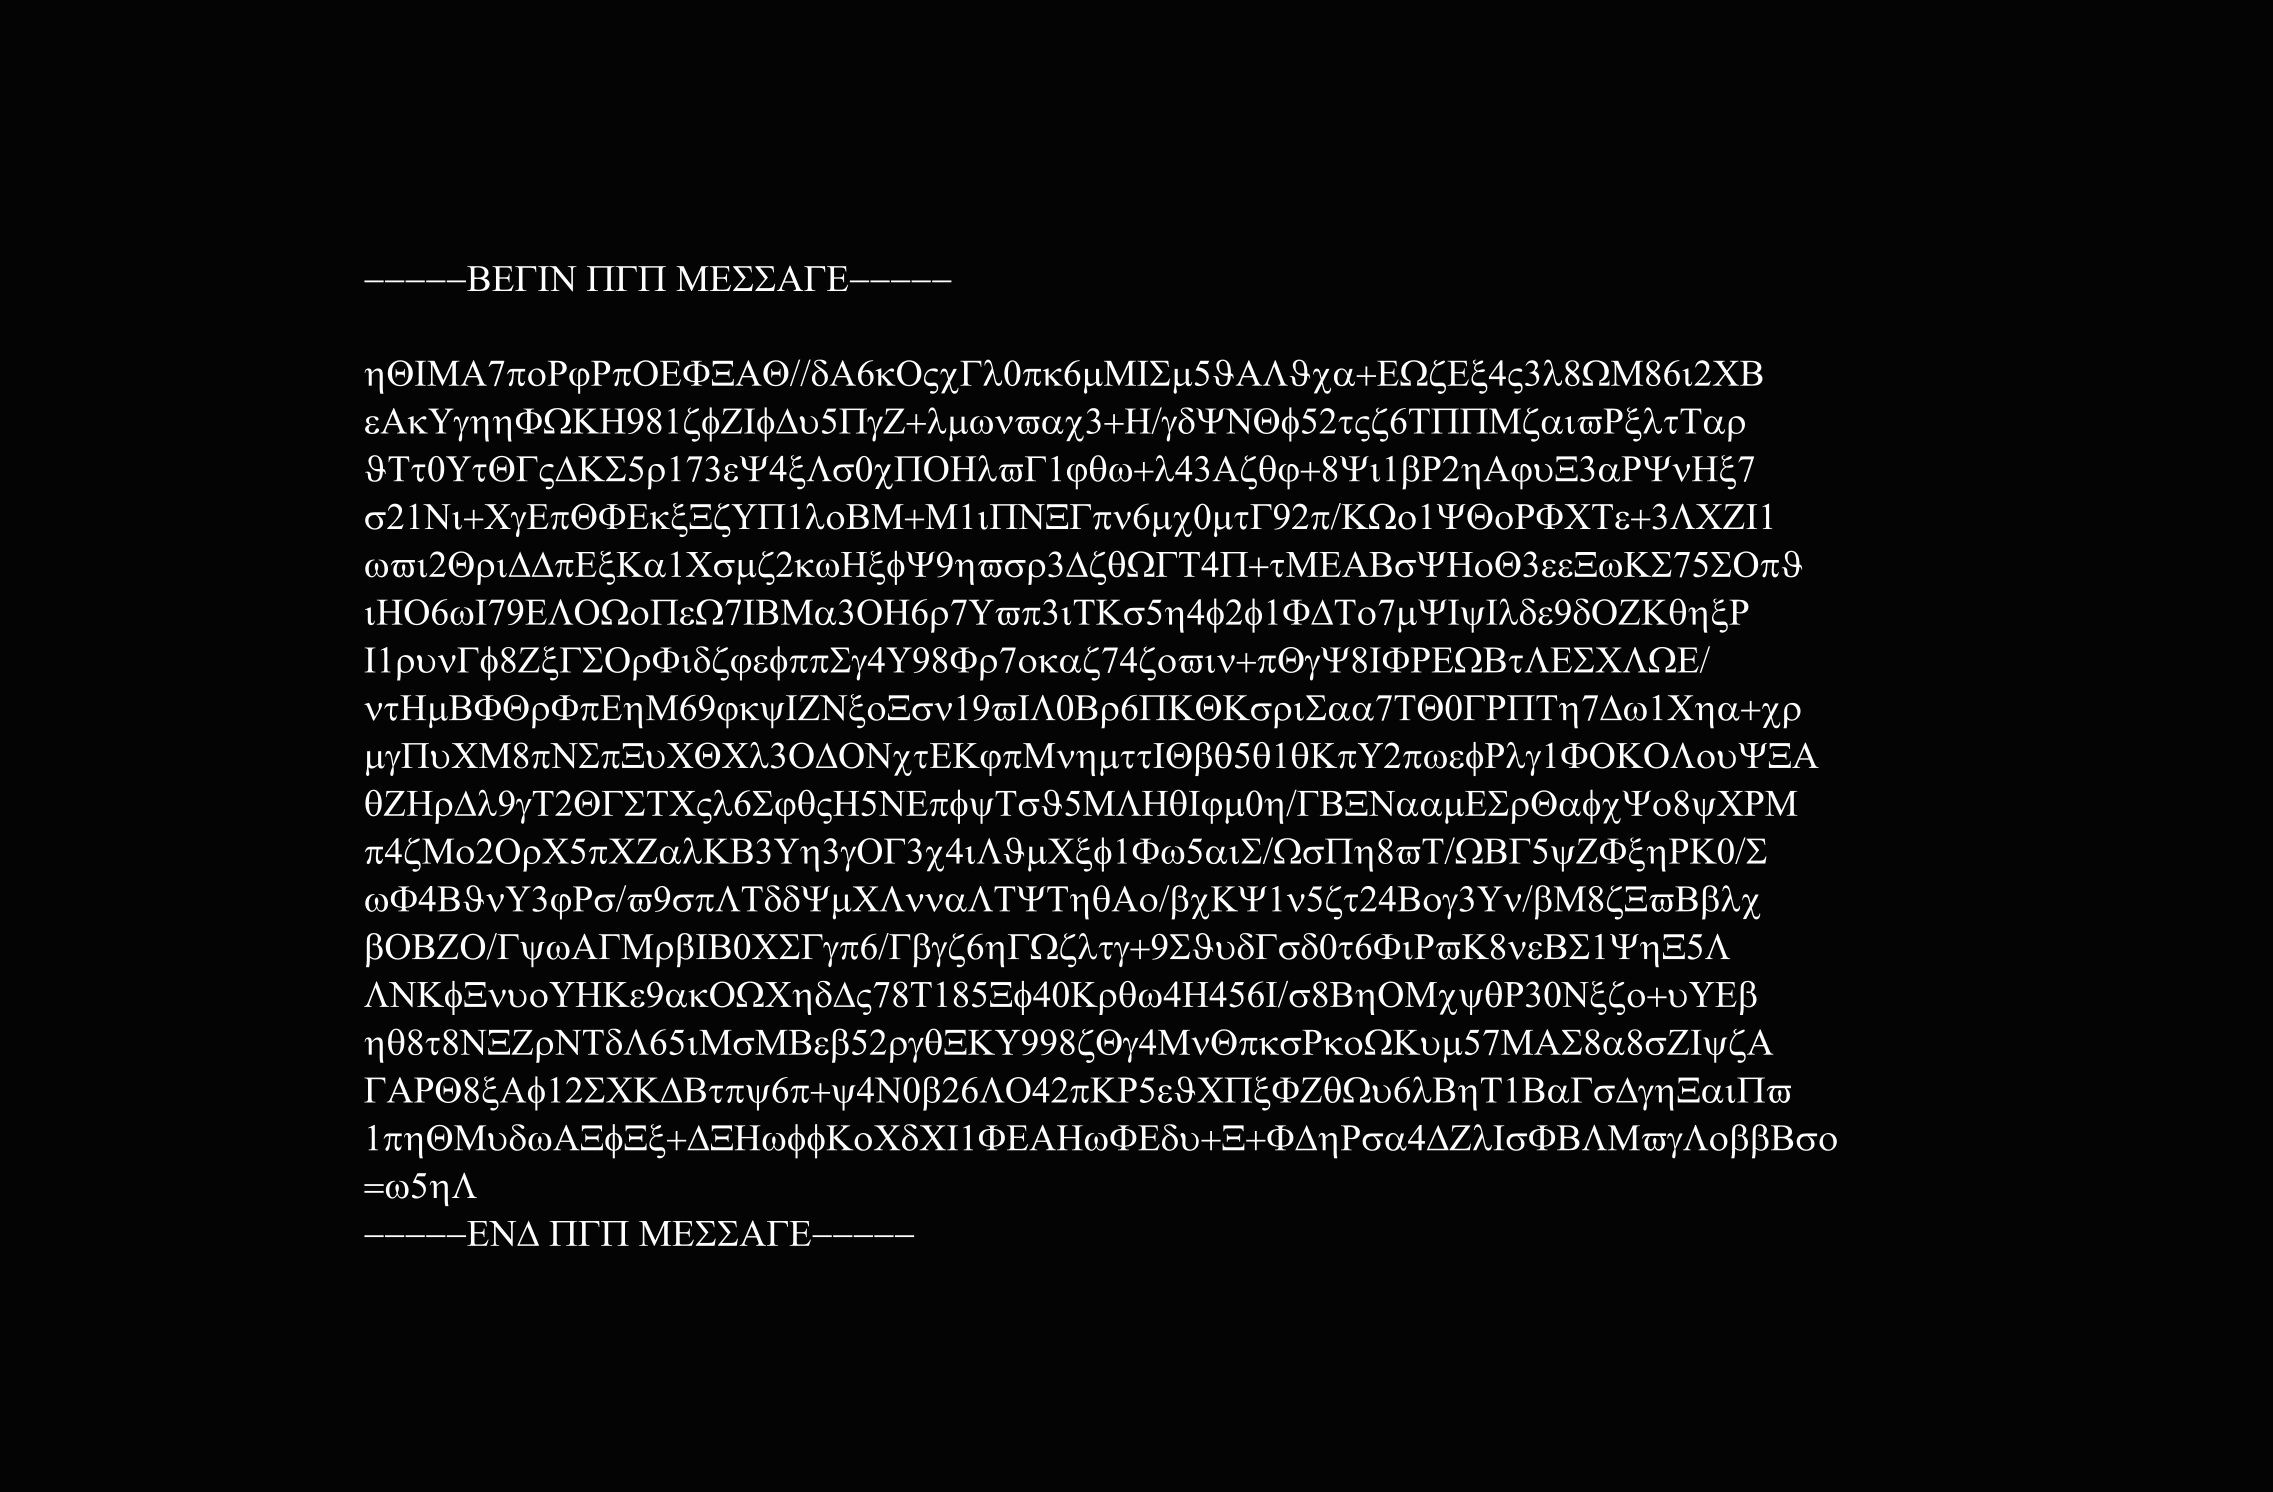 −−−−−ΒΕΓΙΝ ΠΓΠ ΜΕΣΣΑΓΕ−−−−−
ηΘΙΜΑ7ποΡφΡπΟΕΦΞΑΘ//δΑ6κΟςχΓλ0πκ6μΜΙΣμ5ϑΑΛϑχα+ΕΩζΕξ4ς3λ8ΩΜ86ι2ΧΒ
εΑκΥγηηΦΩΚΗ981ζϕΖΙϕΔυ5ΠγΖ+λμωνϖαχ3+Η/γδΨΝΘϕ52τςζ6ΤΠΠΜζαιϖΡξλτΤαρ
ϑΤτ0ΥτΘΓςΔΚΣ5ρ173εΨ4ξΛσ0χΠΟΗλϖΓ1φθω+λ43Αζθφ+8Ψι1βΡ2ηΑφυΞ3αΡΨνΗξ7
σ21Νι+ΧγΕπΘΦΕκξΞζΥΠ1λοΒΜ+Μ1ιΠΝΞΓπν6μχ0μτΓ92π/ΚΩο1ΨΘοΡΦΧΤε+3ΛΧΖΙ1
ωϖι2ΘριΔΔπΕξΚα1Χσμζ2κωΗξϕΨ9ηϖσρ3ΔζθΩΓΤ4Π+τΜΕΑΒσΨΗοΘ3εεΞωΚΣ75ΣΟπϑ
ιΗΟ6ωΙ79ΕΛΟΩοΠεΩ7ΙΒΜα3ΟΗ6ρ7Υϖπ3ιΤΚσ5η4ϕ2ϕ1ΦΔΤο7μΨΙψΙλδε9δΟΖΚθηξΡ
Ι1ρυνΓϕ8ΖξΓΣΟρΦιδζφεϕππΣγ4Υ98Φρ7οκαζ74ζοϖιν+πΘγΨ8ΙΦΡΕΩΒτΛΕΣΧΛΩΕ/
ντΗμΒΦΘρΦπΕηΜ69φκψΙΖΝξοΞσν19ϖΙΛ0Βρ6ΠΚΘΚσριΣαα7ΤΘ0ΓΡΠΤη7Δω1Χηα+χρ
μγΠυΧΜ8πΝΣπΞυΧΘΧλ3ΟΔΟΝχτΕΚφπΜνημττΙΘβθ5θ1θΚπΥ2πωεϕΡλγ1ΦΟΚΟΛουΨΞΑ
θΖΗρΔλ9γΤ2ΘΓΣΤΧςλ6ΣφθςΗ5ΝΕπϕψΤσϑ5ΜΛΗθΙφμ0η/ΓΒΞΝααμΕΣρΘαϕχΨο8ψΧΡΜ
π4ζΜο2ΟρΧ5πΧΖαλΚΒ3Υη3γΟΓ3χ4ιΛϑμΧξϕ1Φω5αιΣ/ΩσΠη8ϖΤ/ΩΒΓ5ψΖΦξηΡΚ0/Σ
ωΦ4ΒϑνΥ3φΡσ/ϖ9σπΛΤδδΨμΧΛνναΛΤΨΤηθΑο/βχΚΨ1ν5ζτ24Βογ3Υν/βΜ8ζΞϖΒβλχ
βΟΒΖΟ/ΓψωΑΓΜρβΙΒ0ΧΣΓγπ6/Γβγζ6ηΓΩζλτγ+9ΣϑυδΓσδ0τ6ΦιΡϖΚ8νεΒΣ1ΨηΞ5Λ
ΛΝΚϕΞνυοΥΗΚε9ακΟΩΧηδΔς78Τ185Ξϕ40Κρθω4Η456Ι/σ8ΒηΟΜχψθΡ30Νξζο+υΥΕβ
ηθ8τ8ΝΞΖρΝΤδΛ65ιΜσΜΒεβ52ργθΞΚΥ998ζΘγ4ΜνΘπκσΡκοΩΚυμ57ΜΑΣ8α8σΖΙψζΑ
ΓΑΡΘ8ξΑϕ12ΣΧΚΔΒτπψ6π+ψ4Ν0β26ΛΟ42πΚΡ5εϑΧΠξΦΖθΩυ6λΒηΤ1ΒαΓσΔγηΞαιΠϖ
1πηΘΜυδωΑΞϕΞξ+ΔΞΗωϕϕΚοΧδΧΙ1ΦΕΑΗωΦΕδυ+Ξ+ΦΔηΡσα4ΔΖλΙσΦΒΛΜϖγΛοββΒσο
=ω5ηΛ
−−−−−ΕΝΔ ΠΓΠ ΜΕΣΣΑΓΕ−−−−−